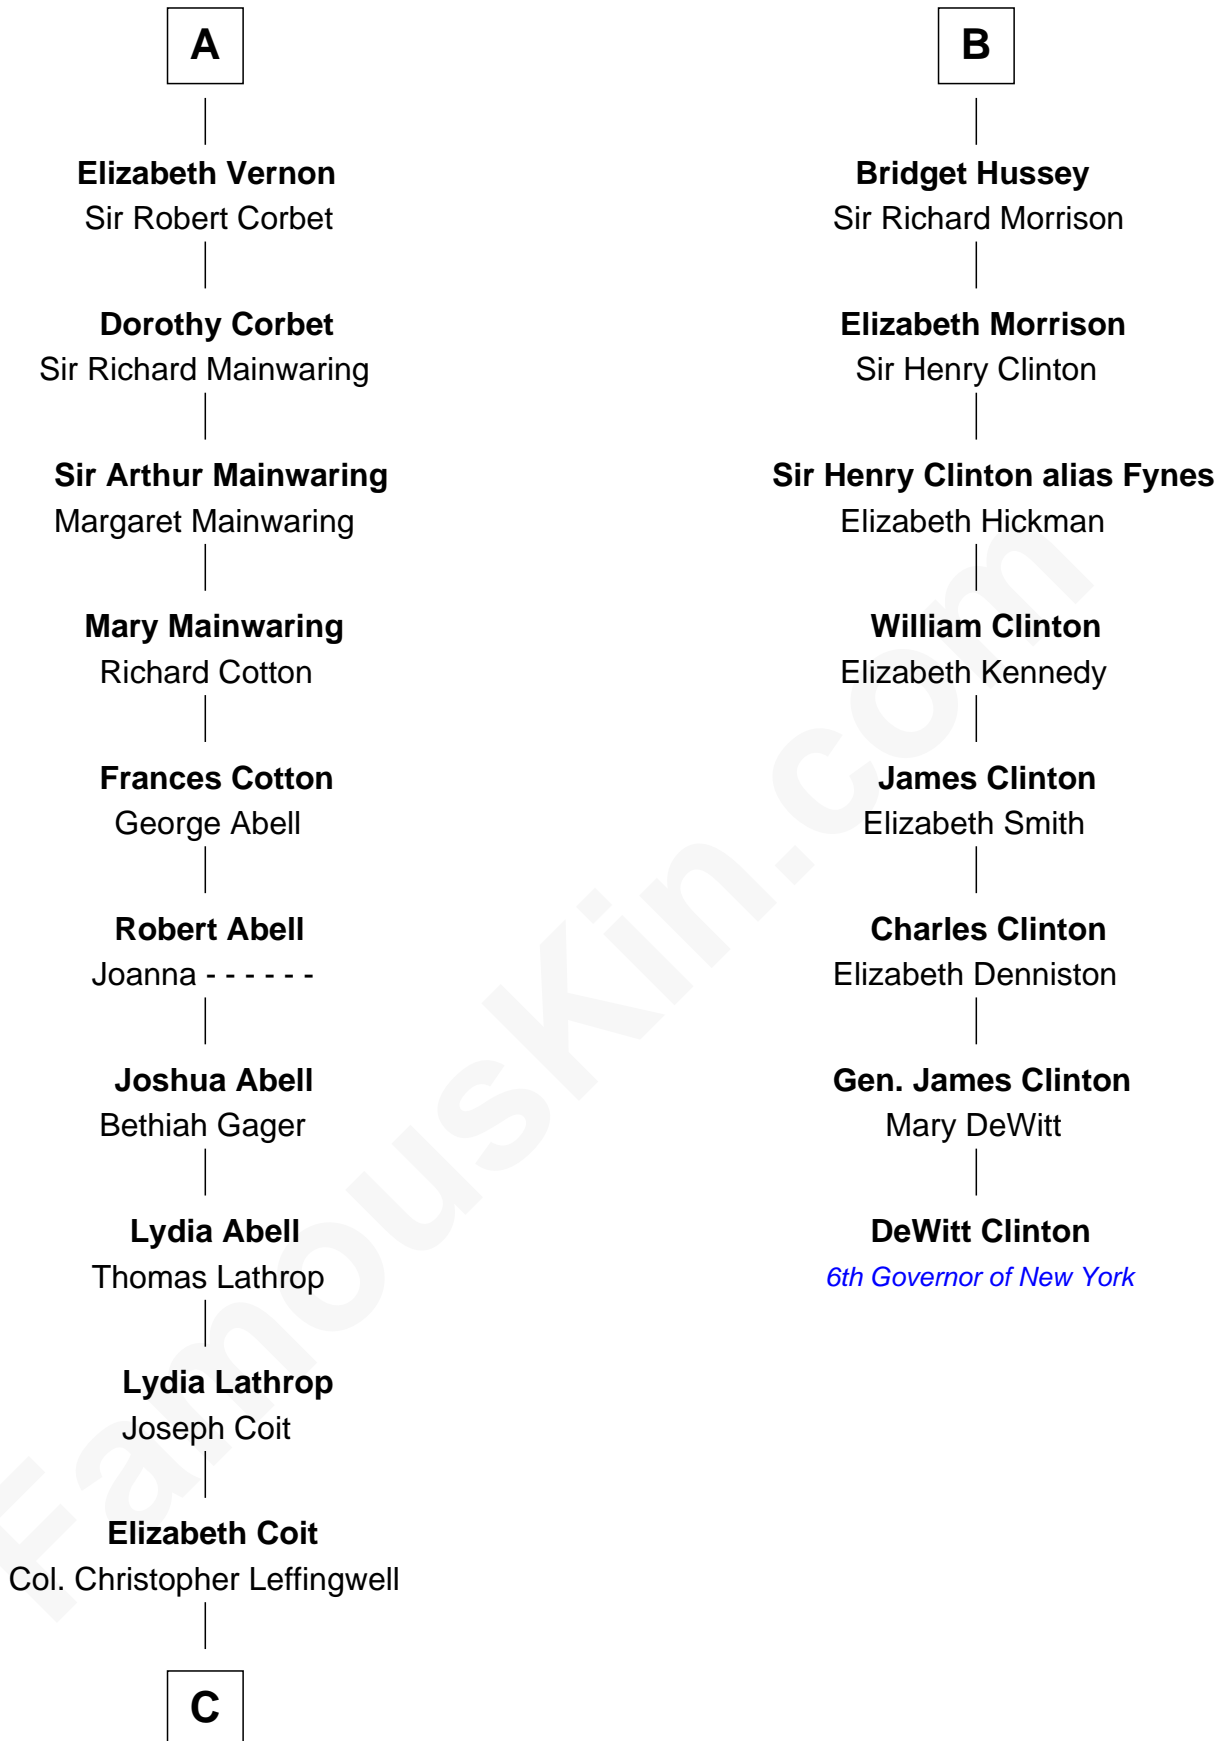 A
Elizabeth Vernon
Sir Robert Corbet
Dorothy Corbet
Sir Richard Mainwaring
Sir Arthur Mainwaring
Margaret Mainwaring
Mary Mainwaring
Richard Cotton
Frances Cotton
George Abell
Robert Abell
Joanna - - - - - -
Joshua Abell
Bethiah Gager
Lydia Abell
Thomas Lathrop
Lydia Lathrop
Joseph Coit
Elizabeth Coit
Col. Christopher Leffingwell
C
B
Bridget Hussey
Sir Richard Morrison
Elizabeth Morrison
Sir Henry Clinton
Sir Henry Clinton alias Fynes
Elizabeth Hickman
William Clinton
Elizabeth Kennedy
James Clinton
Elizabeth Smith
Charles Clinton
Elizabeth Denniston
Gen. James Clinton
Mary DeWitt
DeWitt Clinton
6th Governor of New York
FamousKin.com